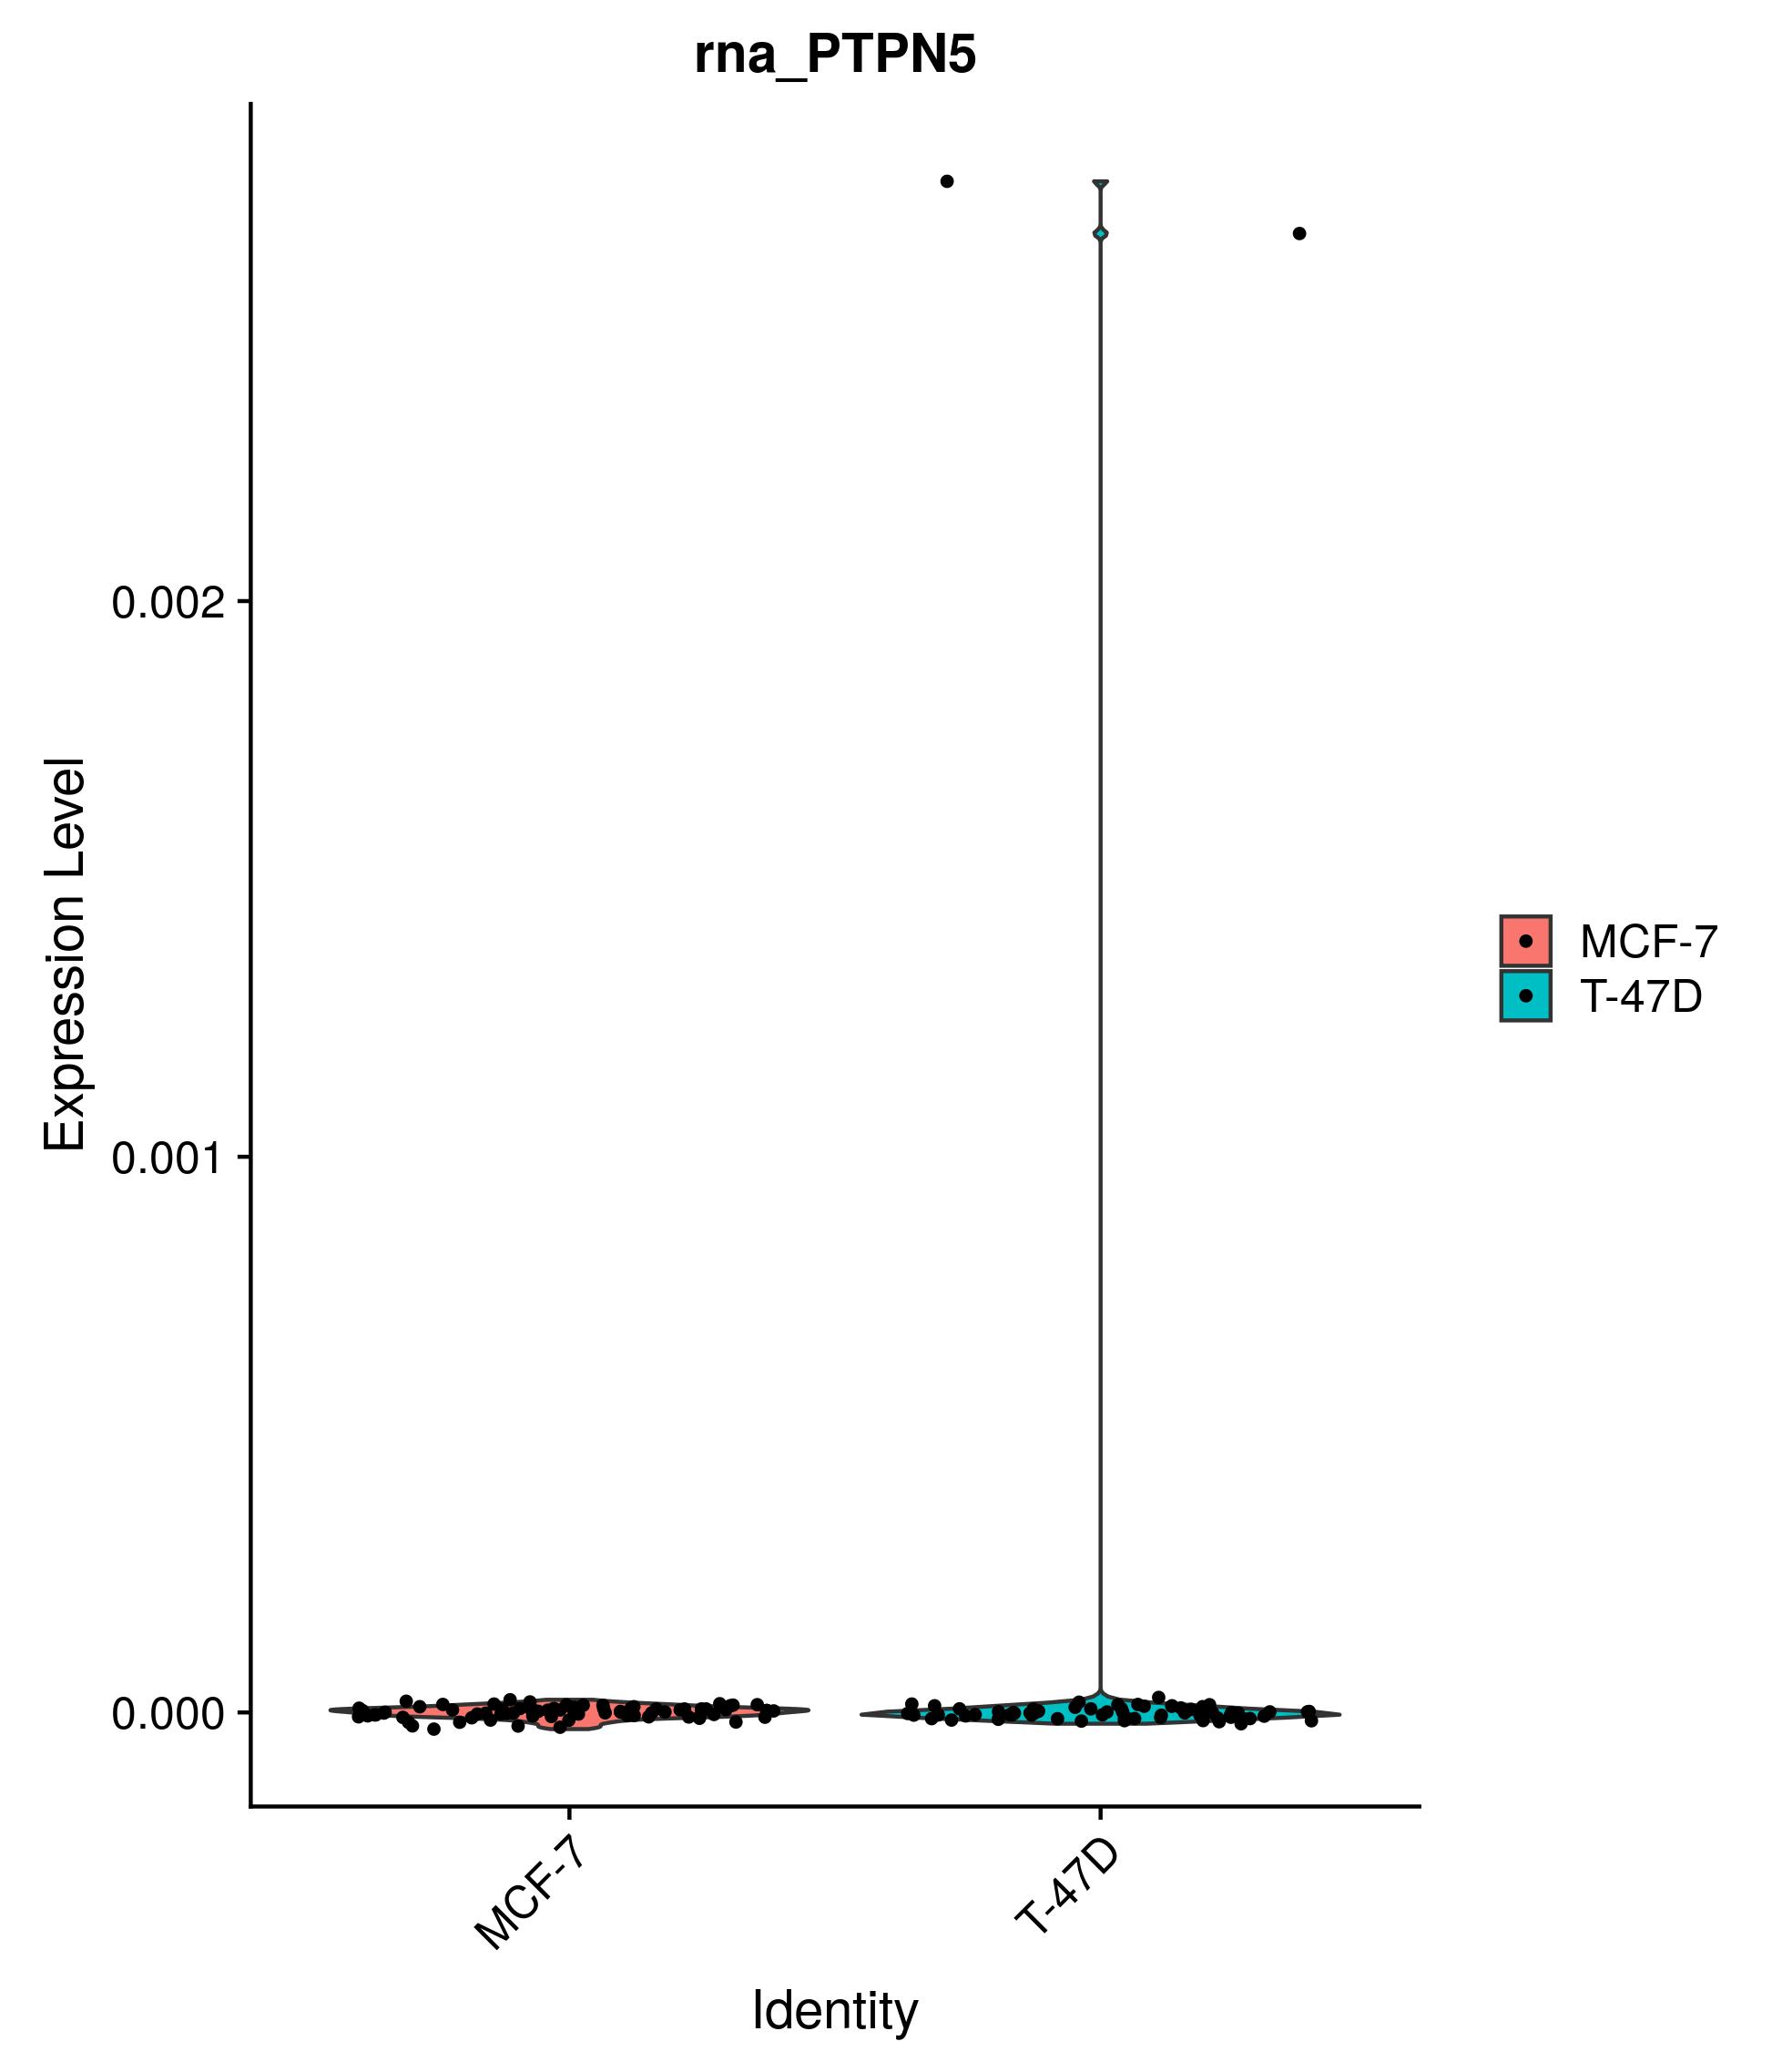 rna_PTPN5
Expression Level
0.002
0.001
0.000
MCF-7
T-47D
Identity
MCF-7
T-47D